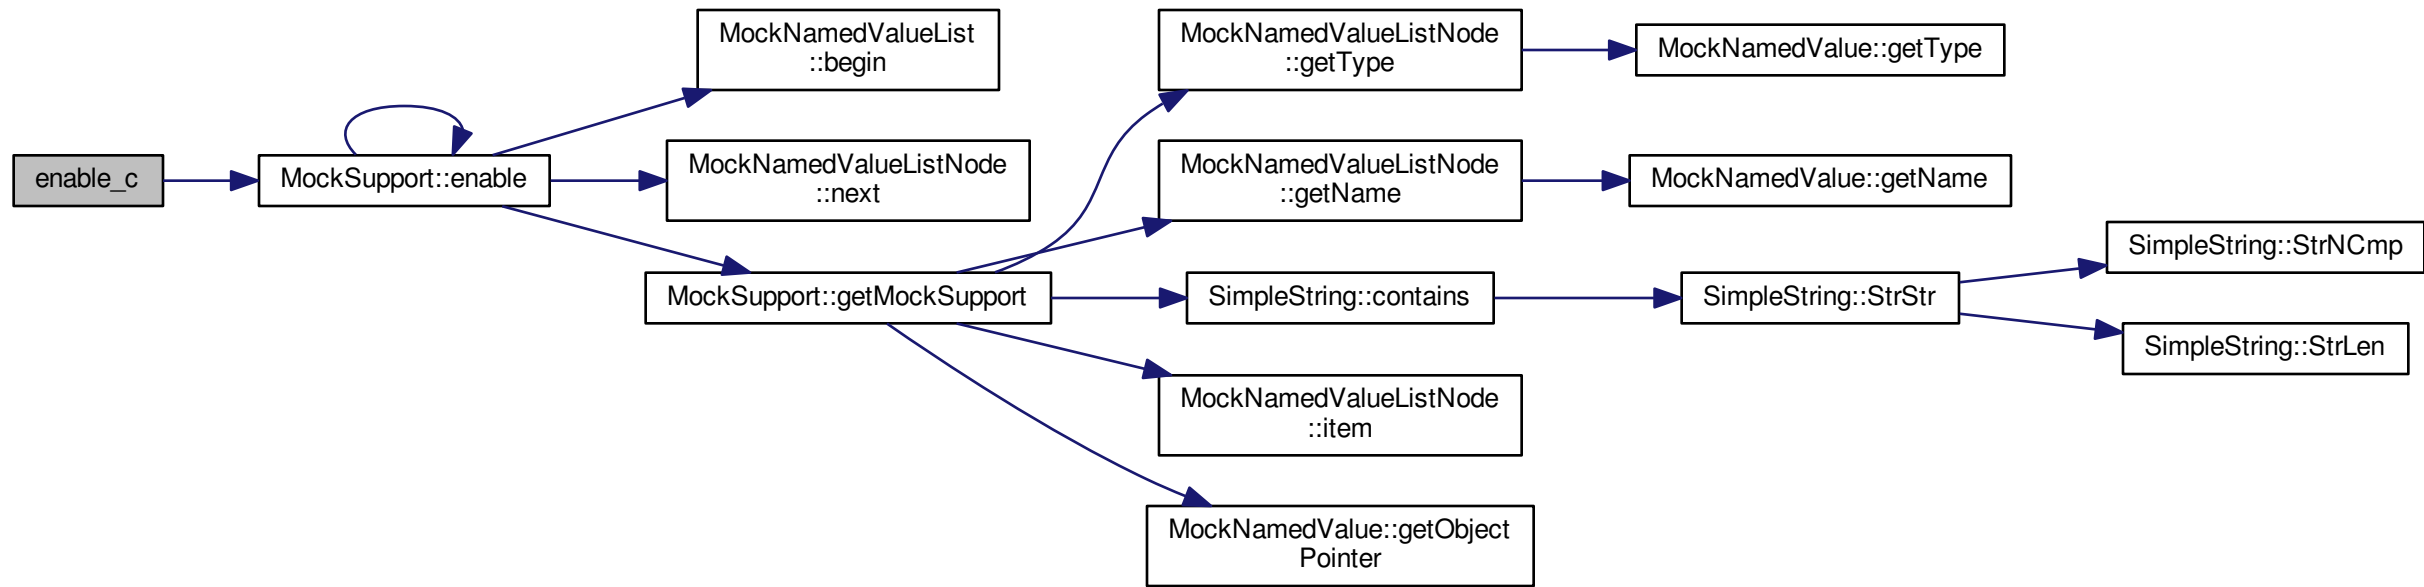 enable_c
MockSupport::enable
MockNamedValueList
::begin
MockNamedValueListNode
::next
MockSupport::getMockSupport
MockNamedValueListNode
::getType
MockNamedValueListNode
::getName
SimpleString::contains
MockNamedValueListNode
::item
MockNamedValue::getObject
Pointer
MockNamedValue::getType
MockNamedValue::getName
SimpleString::StrStr
SimpleString::StrNCmp
SimpleString::StrLen